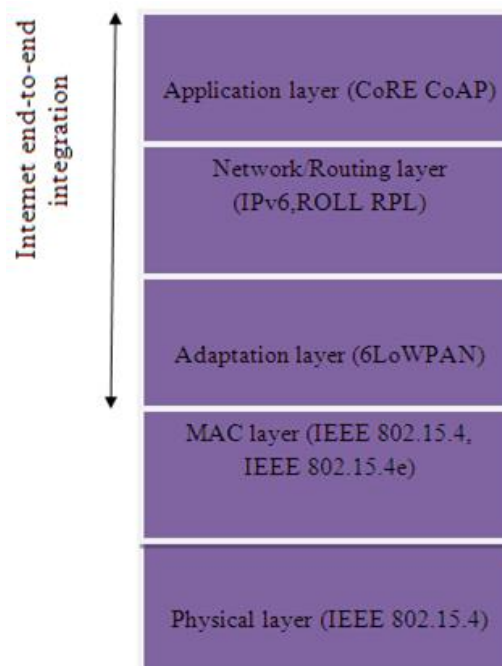 Internet end-to-end
integration
Application layer (CoRE CoAP)
Network/Routing layer
(IPv6,ROLL RPL)
Adaptation layer (6LoWPAN)
MAC layer (IEEE 802.15.4,
IEEE 802.15.4e)
Physical layer (IEEE 802.15.4)